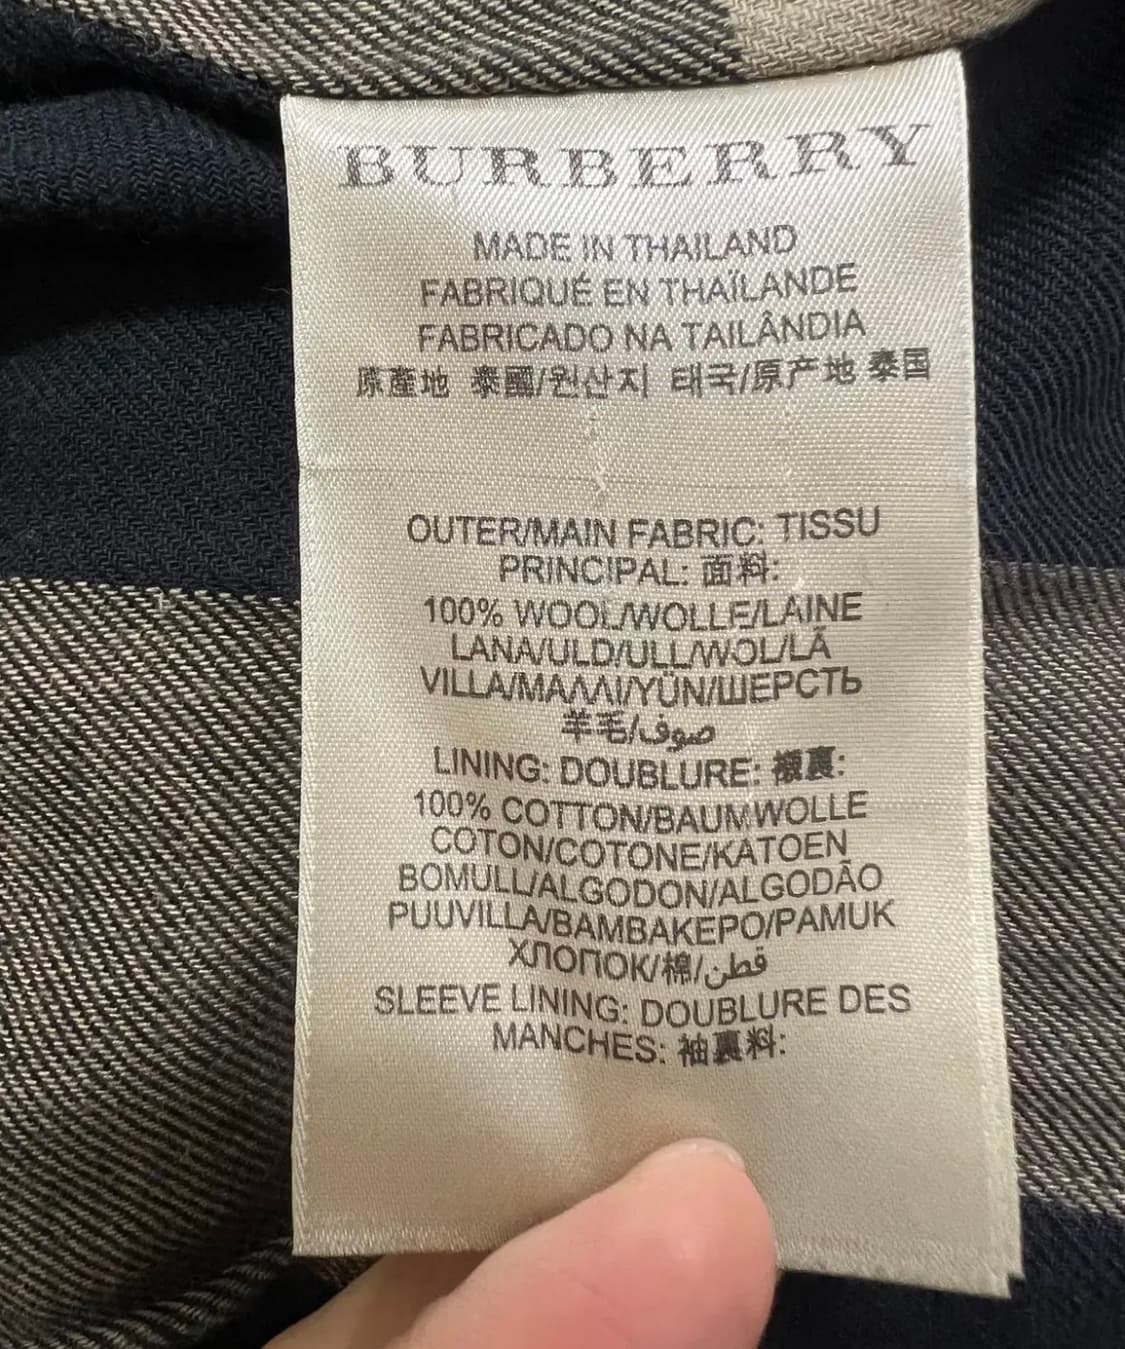 BURBERRY
MADE IN THAILAND
FABRIQUÉ EN THAÏLANDE
FABRICADO NA TAILÂNDIA
原產地 泰國/원산지 태국/原产地 泰国
OUTER/MAIN FABRIC: TISSU
PRINCIPAL: 面料:
100% WOOL/WOLLE/LAINE
LANA/ULD/ULL/WOL/LÃ
VILLA/ΜΑΛΛΙ/YÜN/ШЕРСТЬ
羊毛/صوف
LINING: DOUBLURE: 襯裏:
100% COTTON/BAUMWOLLE
COTON/COTONE/KATOEN
BOMULL/ALGODON/ALGODÃO
PUUVILLA/BAMBAKEPO/PAMUK
ХЛОПОК/棉/قطن
SLEEVE LINING: DOUBLURE DES
MANCHES: 袖裏料: